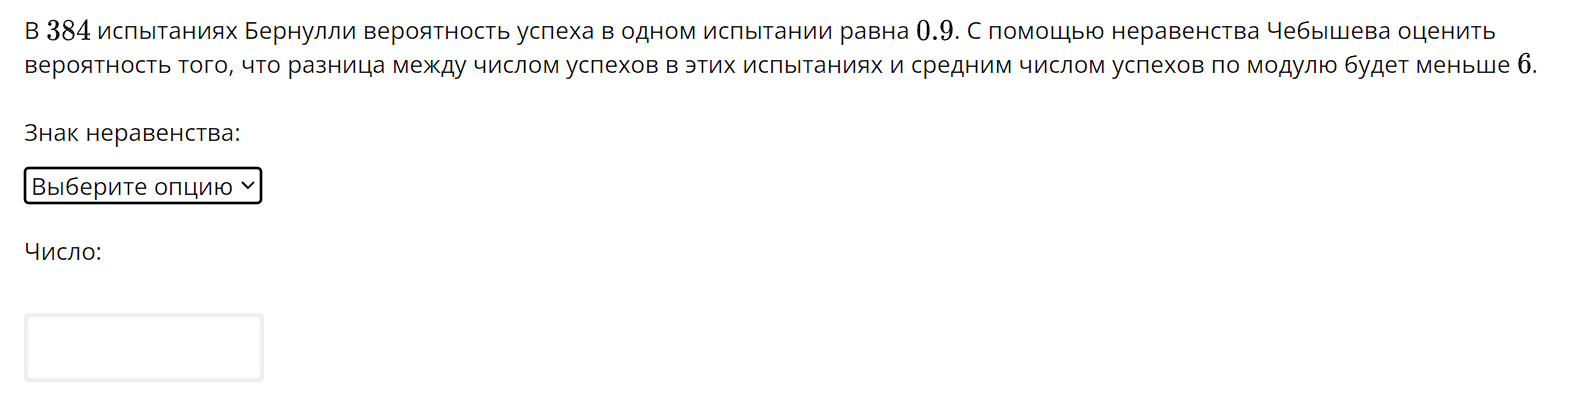 В 384 испытаниях Бернулли вероятность успеха в одном испытании равна 0.9. С помощью неравенства Чебышева оценить
вероятность того, что разница между числом успехов в этих испытаниях и средним числом успехов по модулю будет меньше 6.
Знак неравенства:
Выберите опцию
Число: